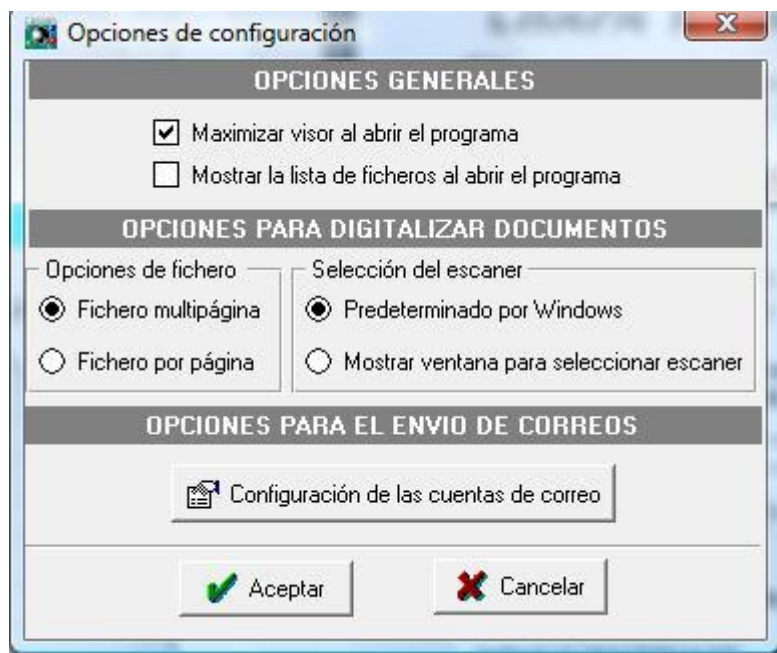 Opciones de configuración
OPCIONES GENERALES
Maximizar visor al abrir el programa
Mostrar la lista de ficheros al abrir el programa
OPCIONES PARA DIGITALIZAR DOCUMENTOS
Opciones de fichero
Fichero multipágina
Fichero por página
Selección del escaner
Predeterminado por Windows
Mostrar ventana para seleccionar escaner
OPCIONES PARA EL ENVIO DE CORREOS
Configuración de las cuentas de correo
Aceptar
Cancelar